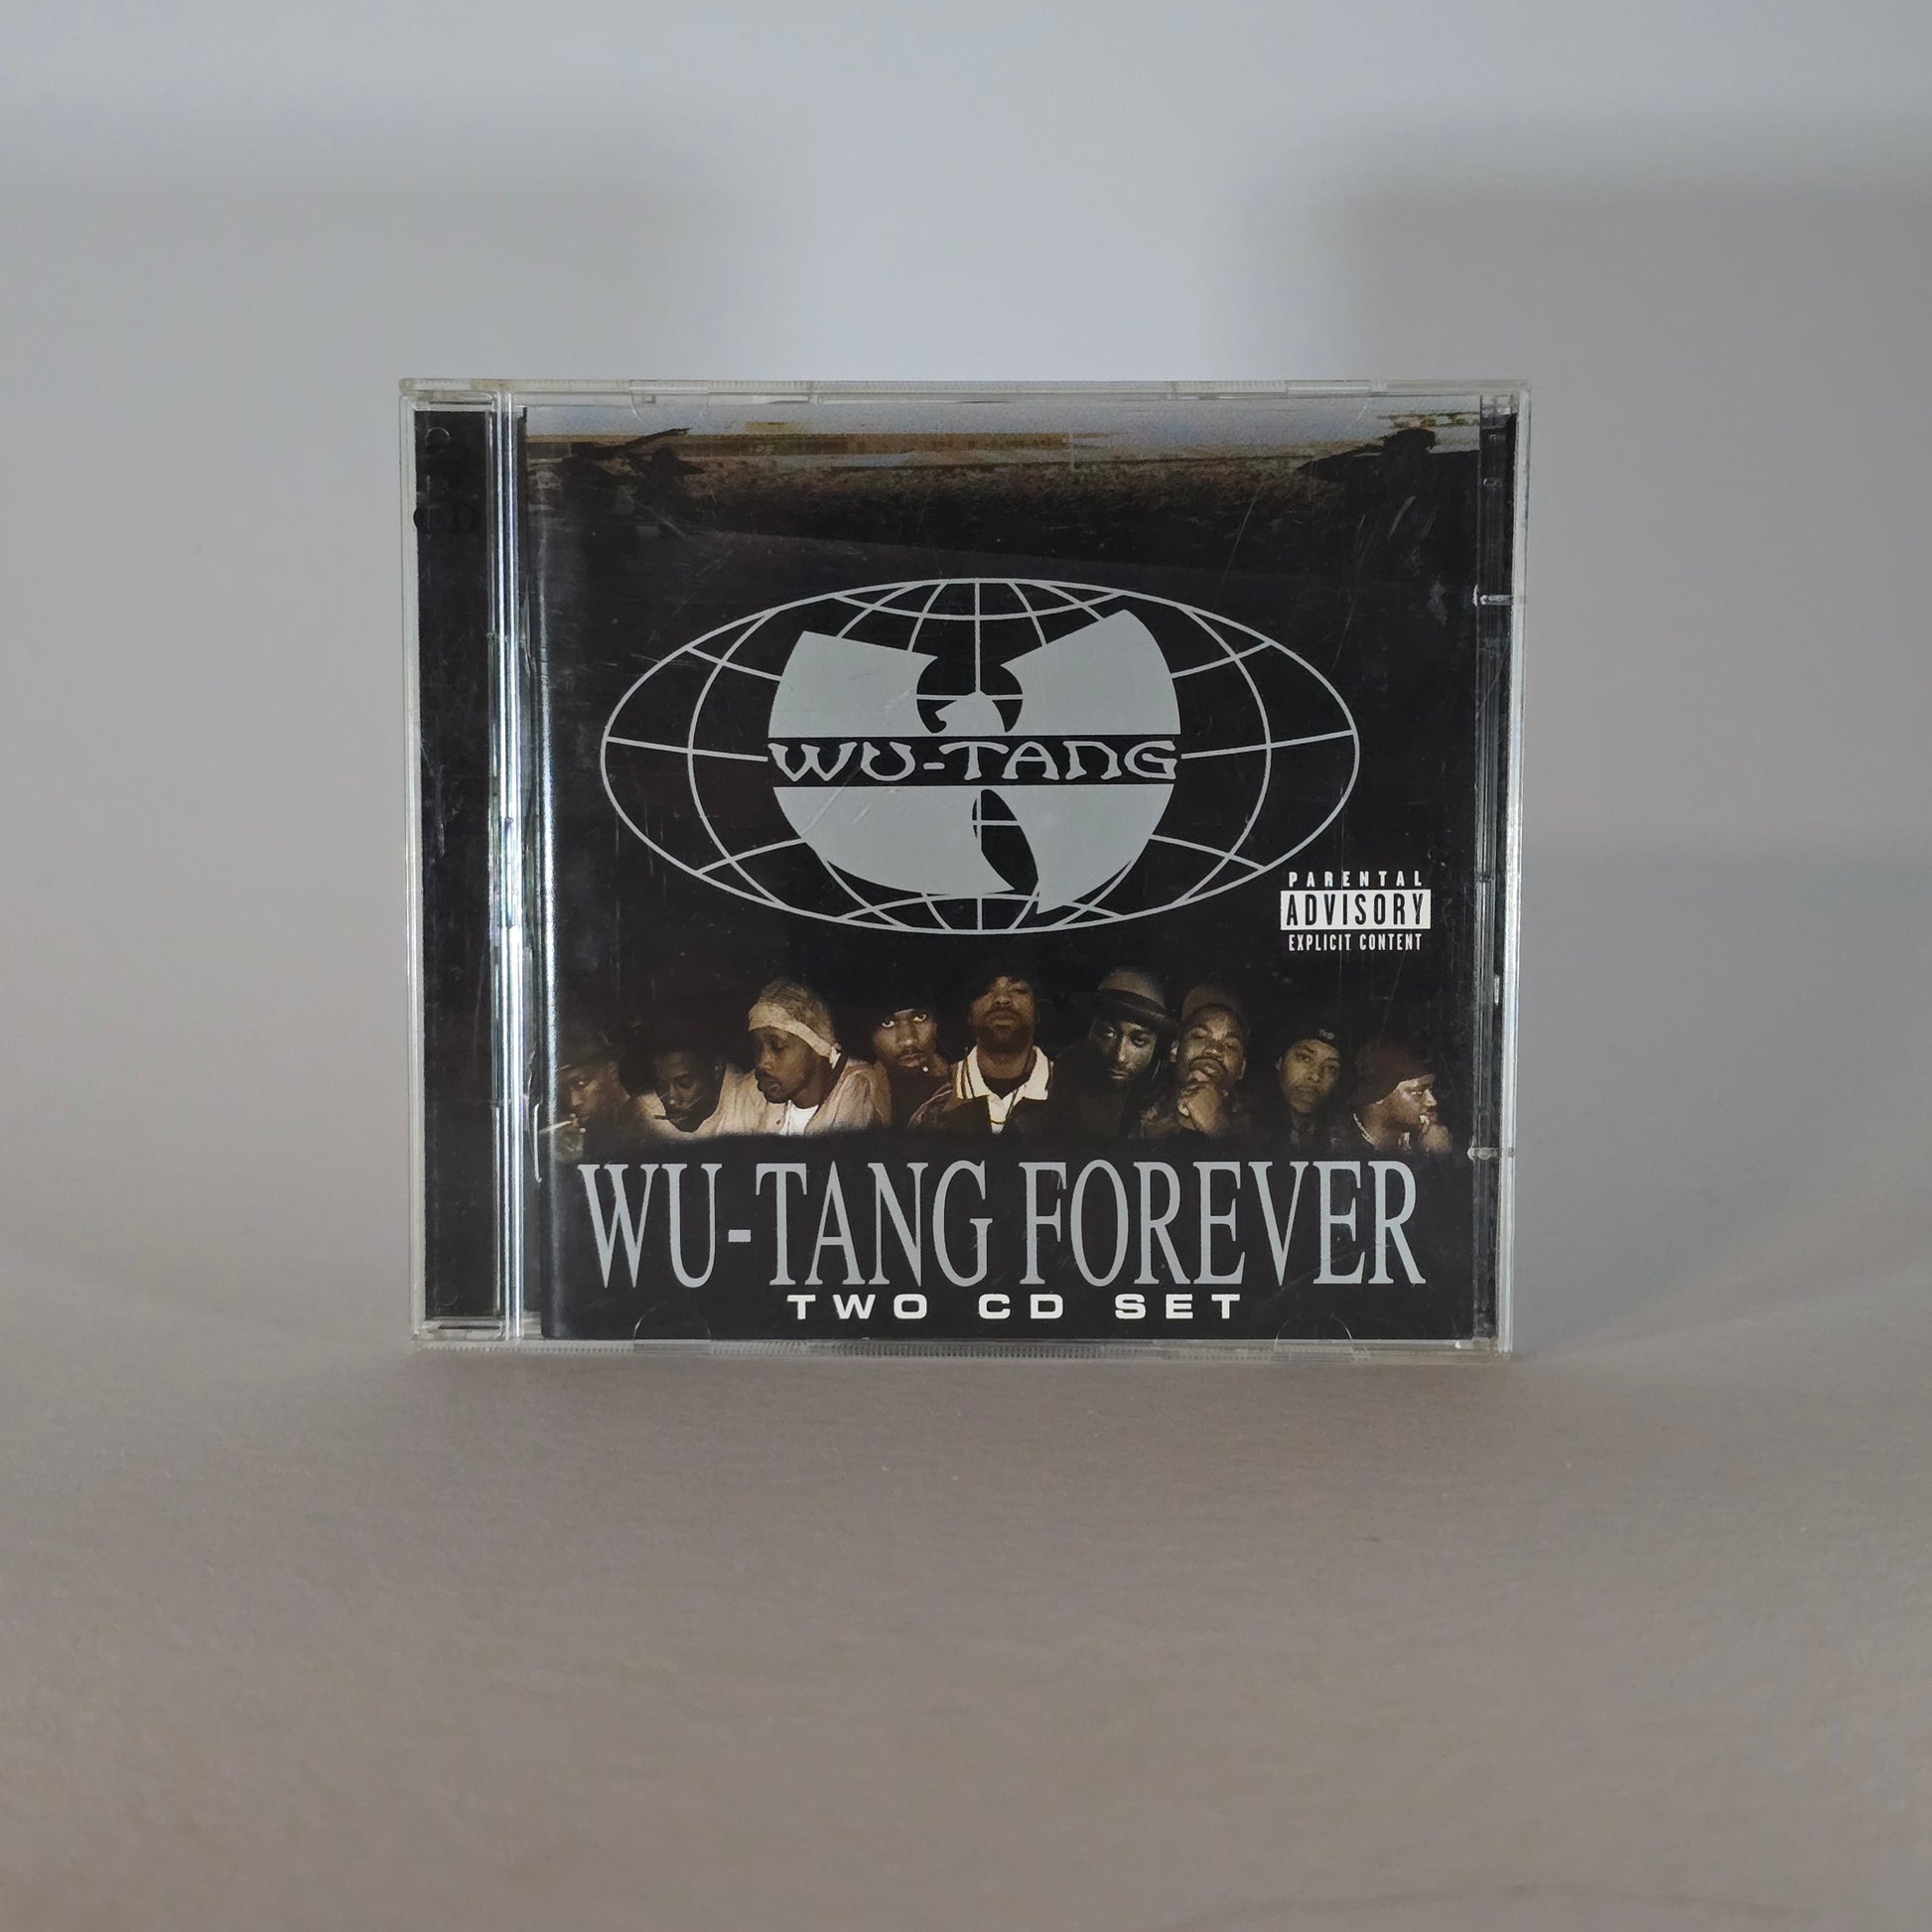 WU-TANG
PARENTAL
ADVISORY
EXPLICIT CONTENT
WU-TANG FOREVER
TWO CD SET